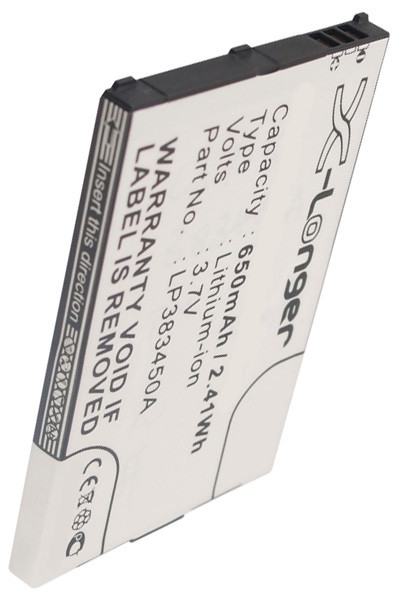 X-Longer
Capacity : 650mAh/2.41Wh
Type : Lithium-ion
Volts : 3.7V
Part No. : LP383450A
WARRANTY VOID IF
LABEL IS REMOVED
Insert this direction
CE